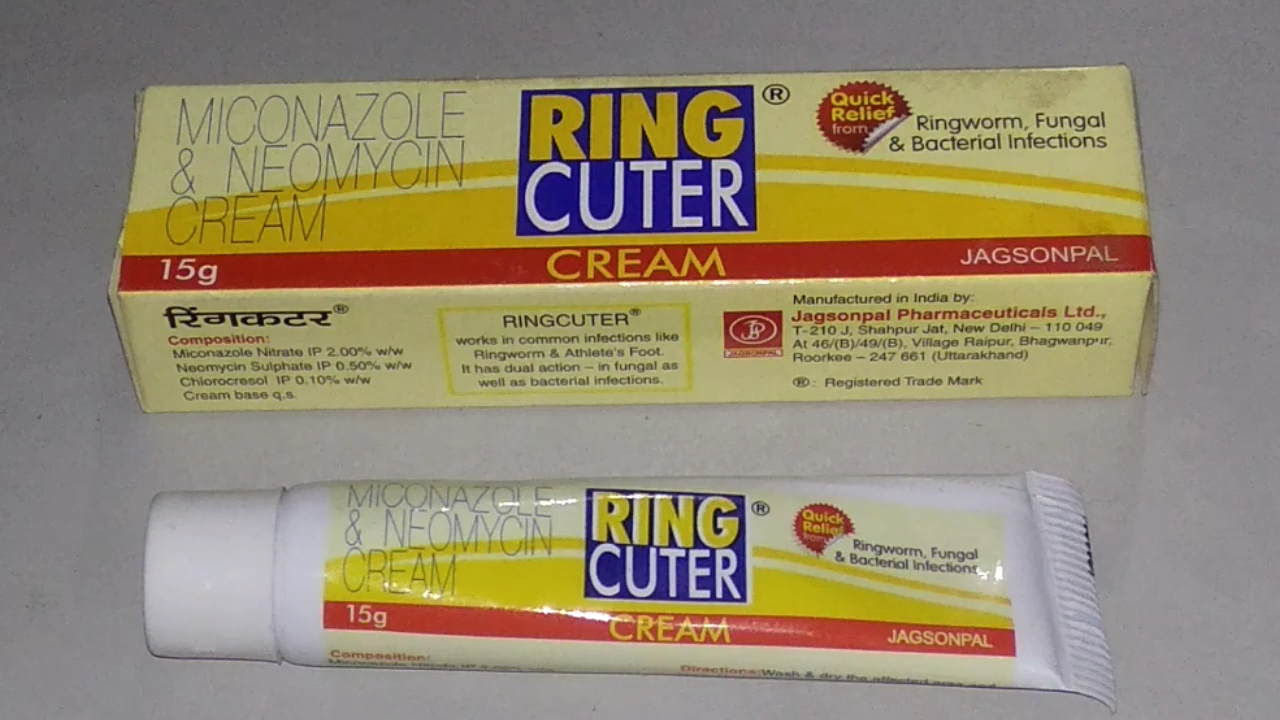 MICONAZOLE
& NEOMYCIN
CREAM
RING
CUTER
®
Quick
Relief
from
Ringworm, Fungal
& Bacterial Infections
15g
CREAM
JAGSONPAL
रिंगकटर®
Composition:
Miconazole Nitrate IP 2.00% w/w
Neomycin Sulphate IP 0.50% w/w
Chlorocresol IP 0.10% w/w
Cream base q.s.
RINGCUTER®
works in common infections like
Ringworm & Athlete's Foot.
It has dual action – in fungal as
well as bacterial infections.
JAGSONPAL
Manufactured in India by:
Jagsonpal Pharmaceuticals Ltd.,
T-210 J, Shahpur Jat, New Delhi – 110 049
At 46/(B)/49/(B), Village Raipur, Bhagwanpur,
Roorkee – 247 661 (Uttarakhand)
®: Registered Trade Mark
MICONAZOLE
& NEOMYCIN
CREAM
RING
CUTER
®
Quick
Relief
from
Ringworm, Fungal
& Bacterial Infections
15g
CREAM
JAGSONPAL
Composition:
Directions: Wash & dry the affected area and